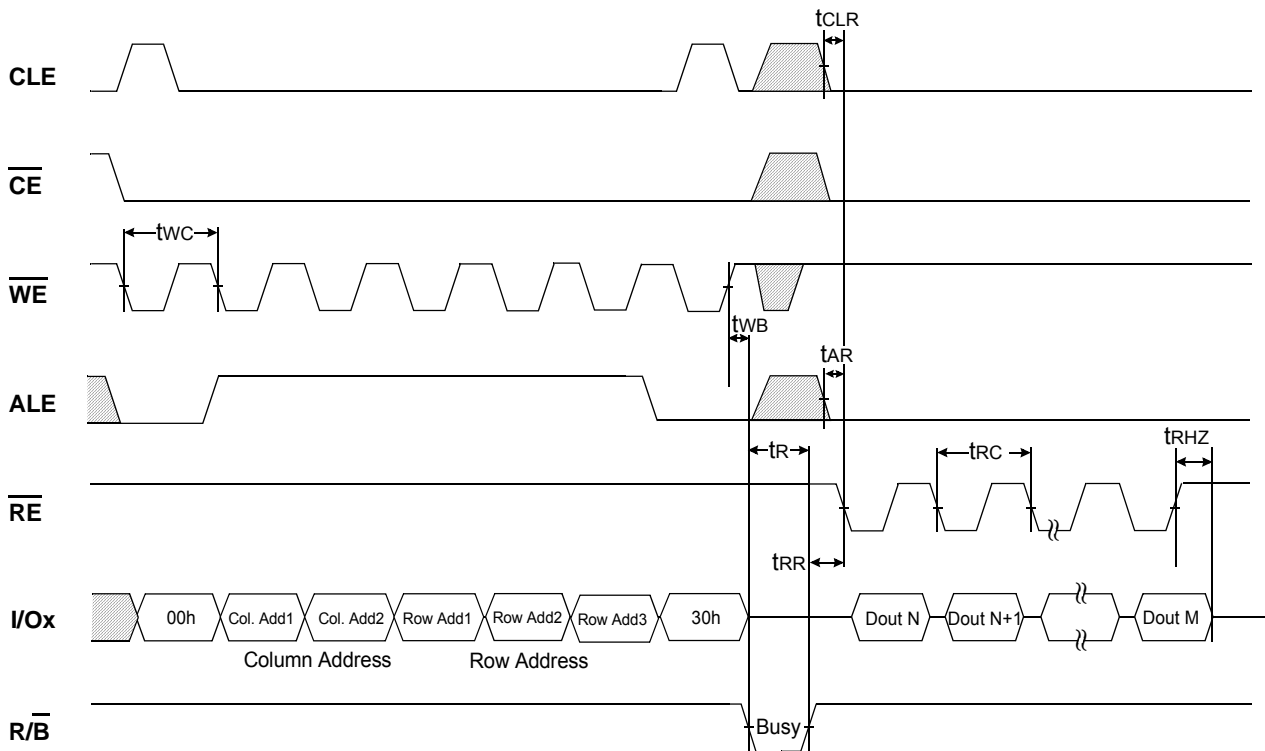 tCLR
CLE
CE
tWC
WE
tWB
tAR
ALE
tR
tRC
tRHZ
RE
tRR
I/Ox
00h Col. Add1 Col. Add2 Row Add1 Row Add2 Row Add3 30h Dout N Dout N+1 Dout M
Column Address Row Address
R/B
Busy